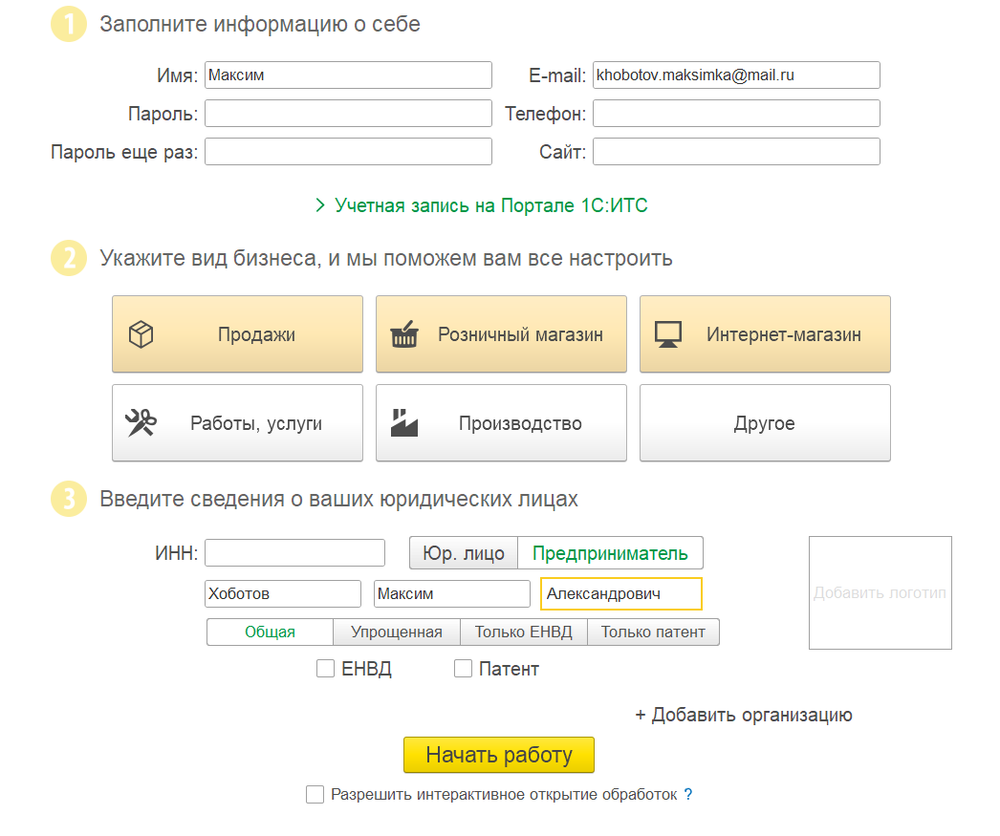 1 Заполните информацию о себе
Имя: Максим E-mail: khobotov.maksimka@mail.ru
Пароль: Телефон:
Пароль еще раз: Сайт:
> Учетная запись на Портале 1С:ИТС
2 Укажите вид бизнеса, и мы поможем вам все настроить
Продажи Розничный магазин Интернет-магазин
Работы, услуги Производство Другое
3 Введите сведения о ваших юридических лицах
ИНН: Юр. лицо Предприниматель
Хоботов Максим Александрович Добавить логотип
Общая Упрощенная Только ЕНВД Только патент
ЕНВД Патент
+ Добавить организацию
Начать работу
Разрешить интерактивное открытие обработок ?